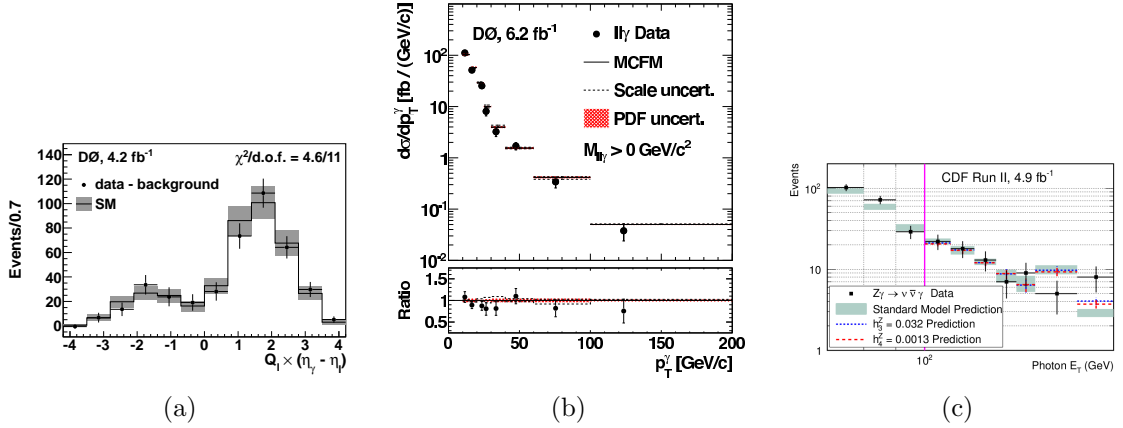 DØ, 4.2 fb⁻¹
χ²/d.o.f. = 4.6/11
data - background
SM
Events/0.7
140
120
100
80
60
40
20
0
-4 -3 -2 -1 0 1 2 3 4
Q_l × (η_γ - η_l)
(a)
DØ, 6.2 fb⁻¹
llγ Data
MCFM
Scale uncert.
PDF uncert.
M_llγ > 0 GeV/c²
dσ/dp_T^γ [fb / (GeV/c)]
10²
10
1
10⁻¹
10⁻²
Ratio
1.5
1
0.5
0 50 100 150 200
p_T^γ [GeV/c]
(b)
CDF Run II, 4.9 fb⁻¹
Events
10²
10
1
Zγ → ν ν̅ γ Data
Standard Model Prediction
h_3^Z = 0.032 Prediction
h_4^Z = 0.0013 Prediction
10²
Photon E_T (GeV)
(c)